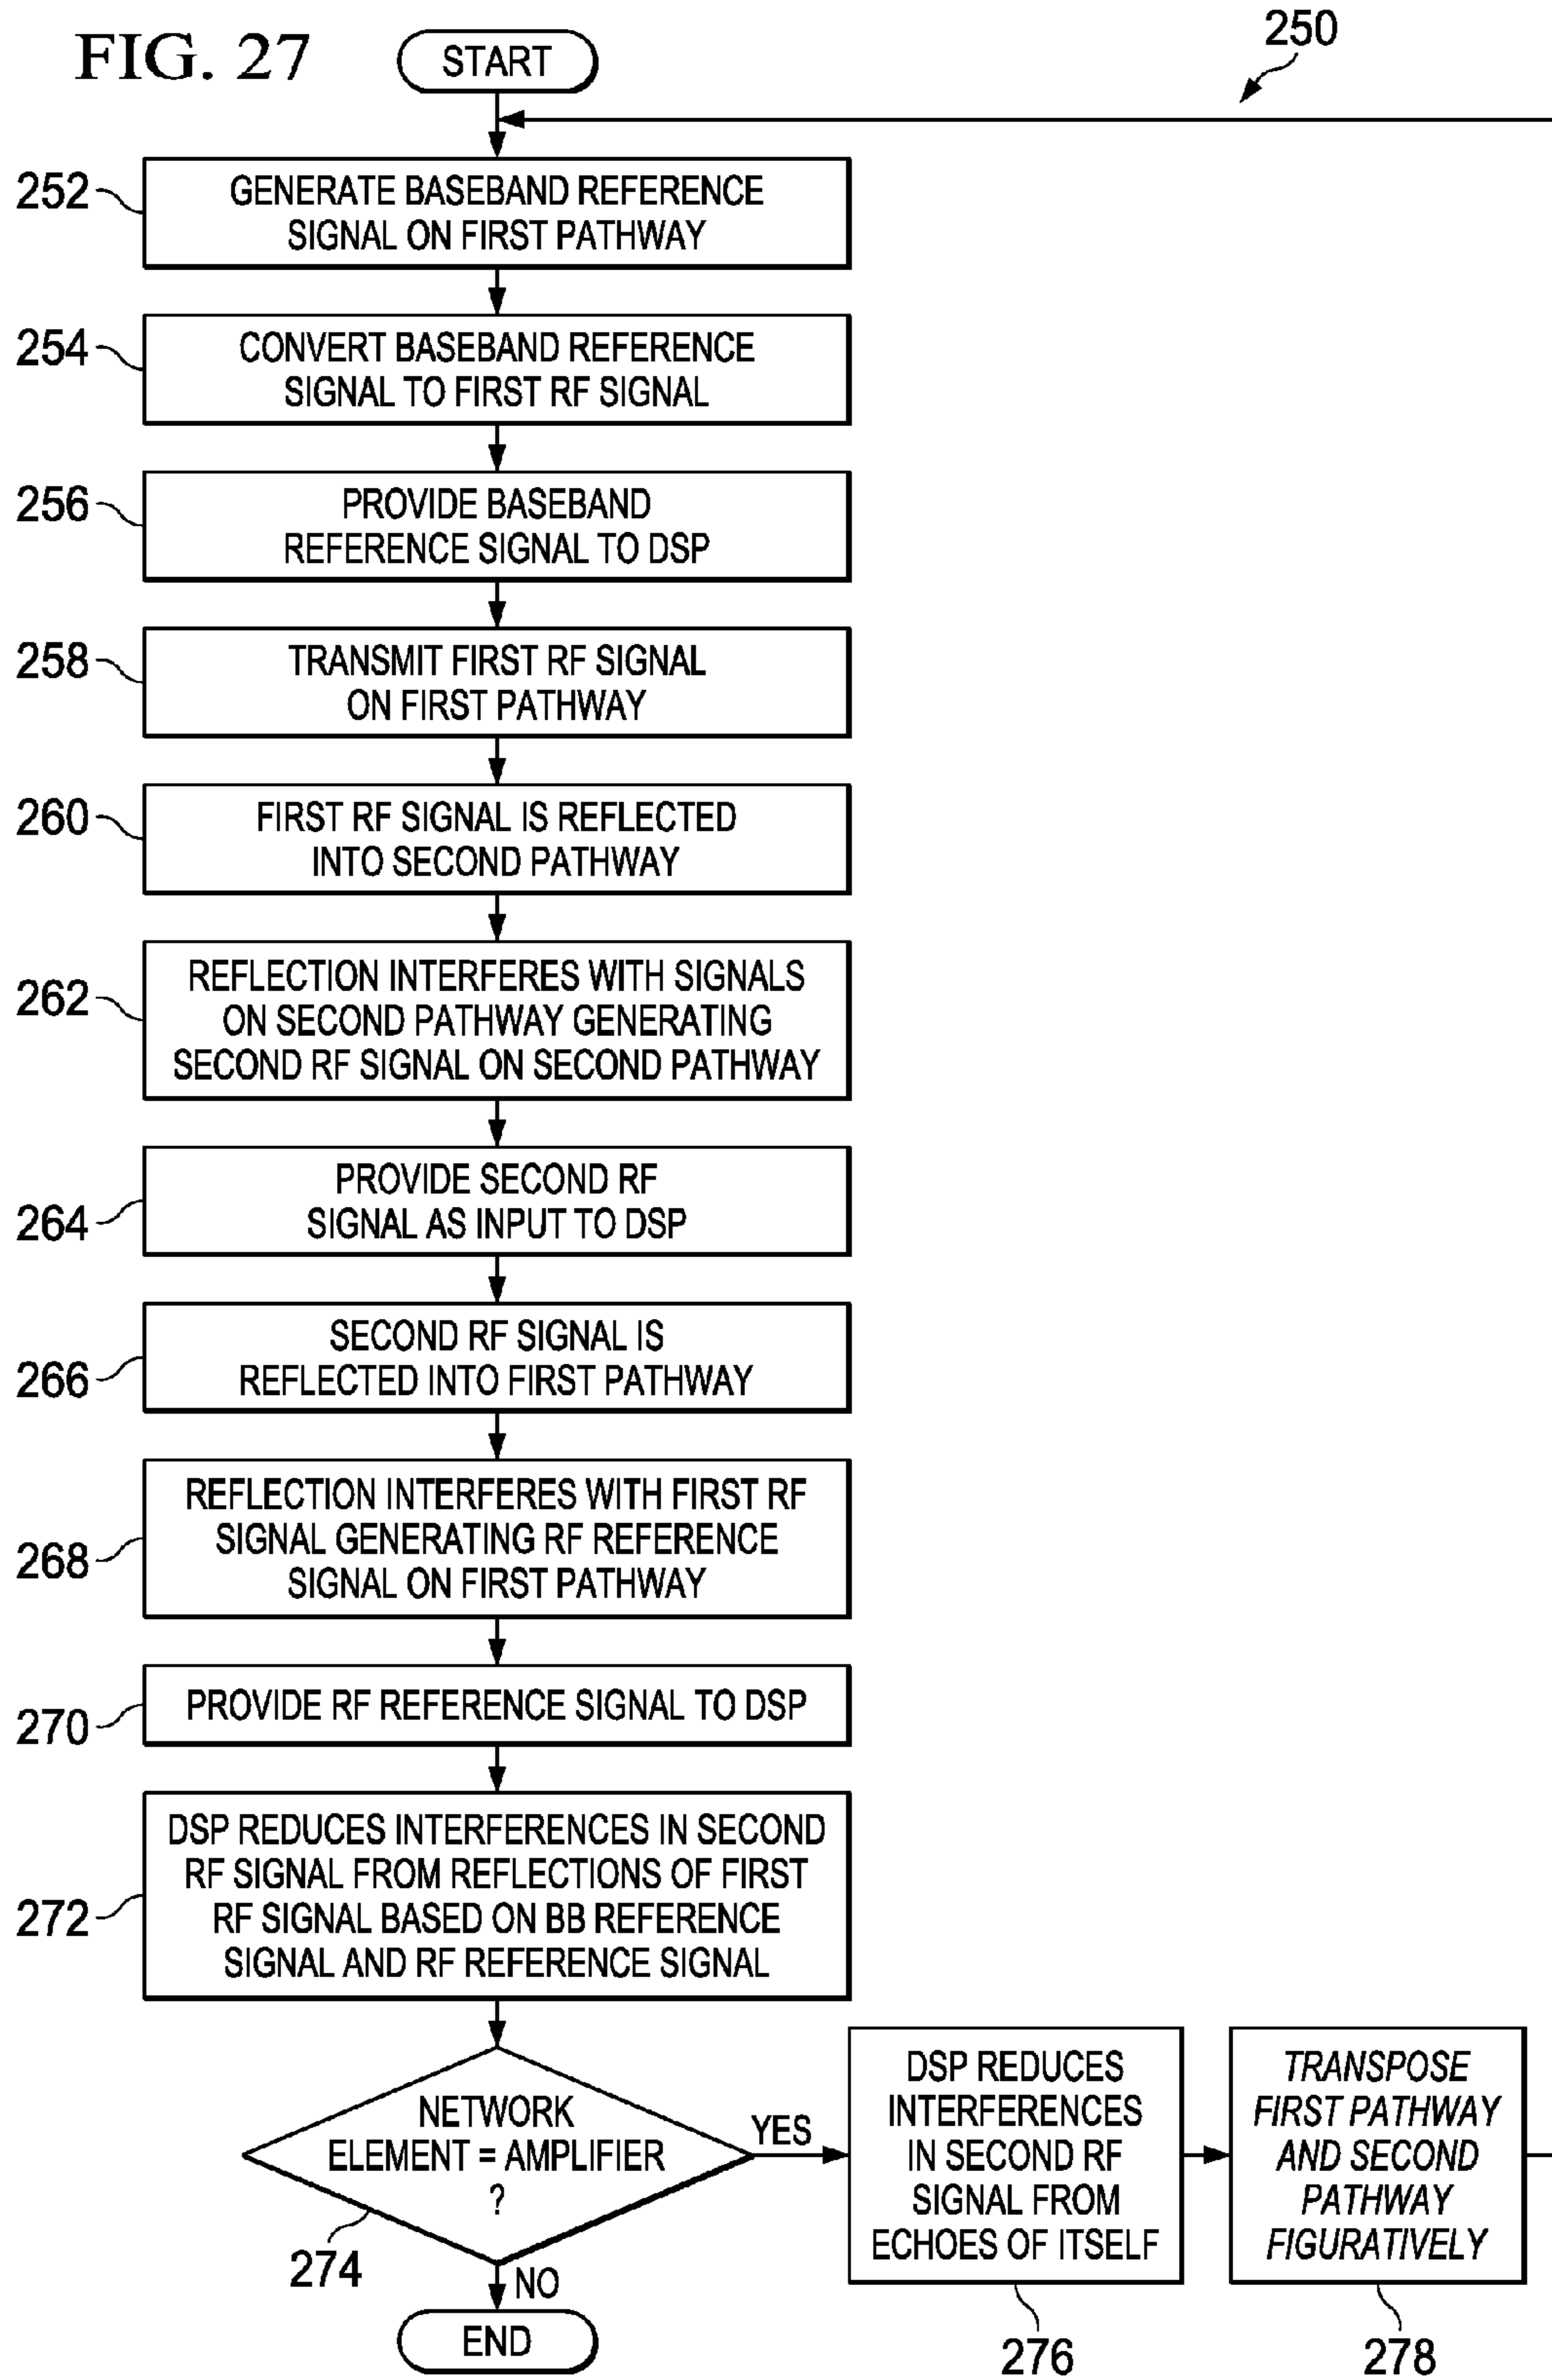 FIG. 27
START
250
252
GENERATE BASEBAND REFERENCE
SIGNAL ON FIRST PATHWAY
254
CONVERT BASEBAND REFERENCE
SIGNAL TO FIRST RF SIGNAL
256
PROVIDE BASEBAND
REFERENCE SIGNAL TO DSP
258
TRANSMIT FIRST RF SIGNAL
ON FIRST PATHWAY
260
FIRST RF SIGNAL IS REFLECTED
INTO SECOND PATHWAY
262
REFLECTION INTERFERES WITH SIGNALS
ON SECOND PATHWAY GENERATING
SECOND RF SIGNAL ON SECOND PATHWAY
264
PROVIDE SECOND RF
SIGNAL AS INPUT TO DSP
266
SECOND RF SIGNAL IS
REFLECTED INTO FIRST PATHWAY
268
REFLECTION INTERFERES WITH FIRST RF
SIGNAL GENERATING RF REFERENCE
SIGNAL ON FIRST PATHWAY
270
PROVIDE RF REFERENCE SIGNAL TO DSP
272
DSP REDUCES INTERFERENCES IN SECOND
RF SIGNAL FROM REFLECTIONS OF FIRST
RF SIGNAL BASED ON BB REFERENCE
SIGNAL AND RF REFERENCE SIGNAL
NETWORK
ELEMENT = AMPLIFIER
?
274
YES
DSP REDUCES
INTERFERENCES
IN SECOND RF
SIGNAL FROM
ECHOES OF ITSELF
276
TRANSPOSE
FIRST PATHWAY
AND SECOND
PATHWAY
FIGURATIVELY
278
NO
END